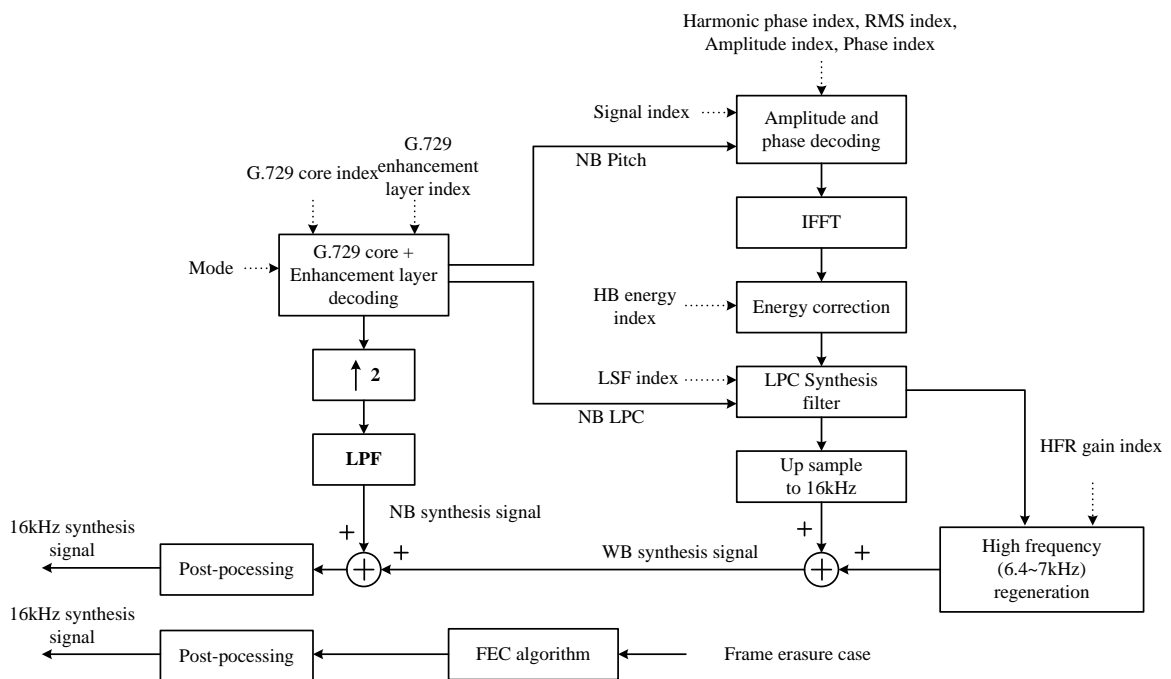 Harmonic phase index, RMS index,
Amplitude index, Phase index
Signal index
Amplitude and
phase decoding
NB Pitch
G.729 core index
G.729
enhancement
layer index
IFFT
Mode
G.729 core +
Enhancement layer
decoding
HB energy
index
Energy correction
↑ 2
LSF index
LPC Synthesis
filter
NB LPC
LPF
Up sample
to 16kHz
HFR gain index
NB synthesis signal
16kHz synthesis
signal
Post-pocessing
+
+
+
WB synthesis signal
+
+
+
High frequency
(6.4~7kHz)
regeneration
16kHz synthesis
signal
Post-pocessing
FEC algorithm
Frame erasure case